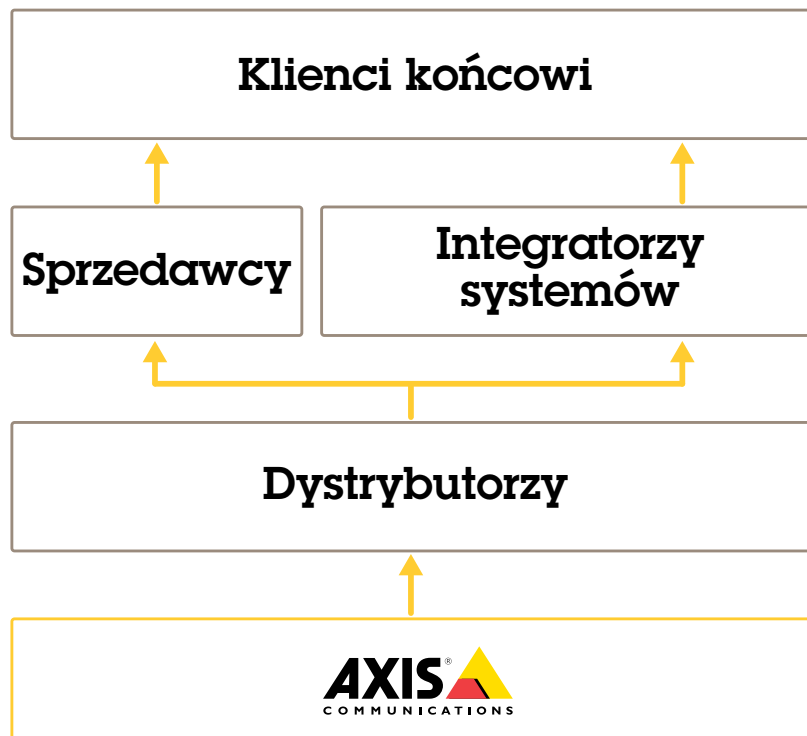 Klienci końcowi
Sprzedawcy
Integratorzy
systemów
Dystrybutorzy
AXIS®
COMMUNICATIONS